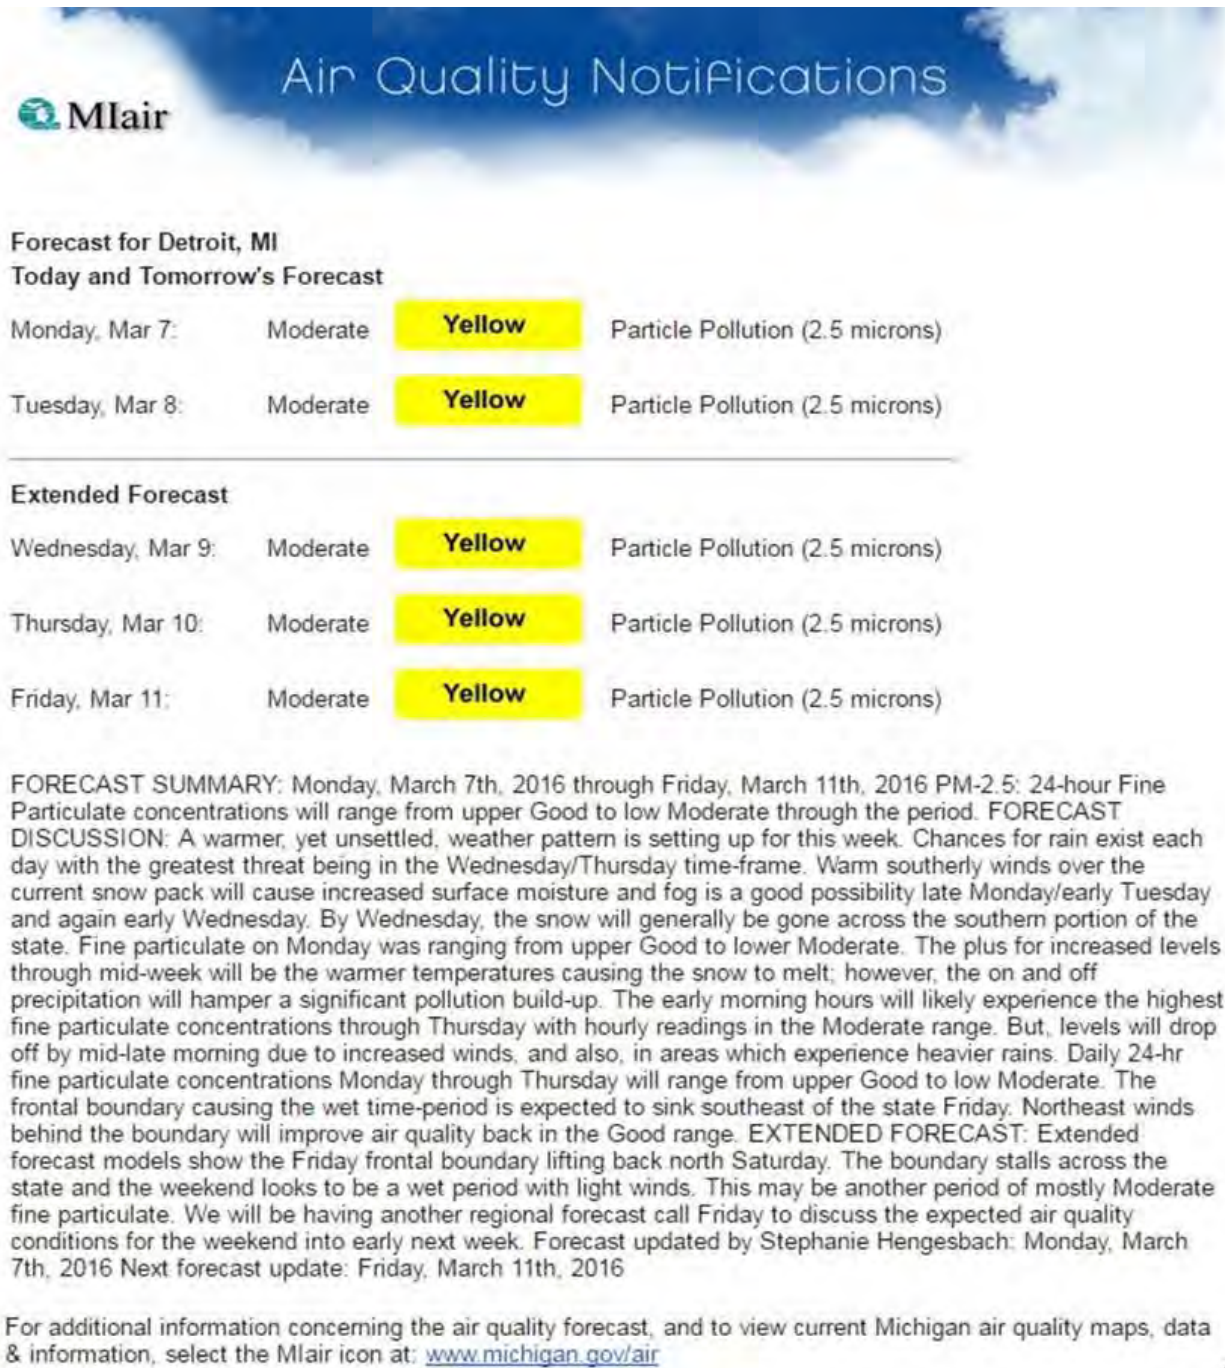 Air Quality Notifications
MIair
Forecast for Detroit, MI
Today and Tomorrow's Forecast
Monday, Mar 7: Moderate Yellow Particle Pollution (2.5 microns)
Tuesday, Mar 8: Moderate Yellow Particle Pollution (2.5 microns)
Extended Forecast
Wednesday, Mar 9: Moderate Yellow Particle Pollution (2.5 microns)
Thursday, Mar 10: Moderate Yellow Particle Pollution (2.5 microns)
Friday, Mar 11: Moderate Yellow Particle Pollution (2.5 microns)
FORECAST SUMMARY: Monday, March 7th, 2016 through Friday, March 11th, 2016 PM-2.5: 24-hour Fine
Particulate concentrations will range from upper Good to low Moderate through the period. FORECAST
DISCUSSION: A warmer, yet unsettled, weather pattern is setting up for this week. Chances for rain exist each
day with the greatest threat being in the Wednesday/Thursday time-frame. Warm southerly winds over the
current snow pack will cause increased surface moisture and fog is a good possibility late Monday/early Tuesday
and again early Wednesday. By Wednesday, the snow will generally be gone across the southern portion of the
state. Fine particulate on Monday was ranging from upper Good to lower Moderate. The plus for increased levels
through mid-week will be the warmer temperatures causing the snow to melt; however, the on and off
precipitation will hamper a significant pollution build-up. The early morning hours will likely experience the highest
fine particulate concentrations through Thursday with hourly readings in the Moderate range. But, levels will drop
off by mid-late morning due to increased winds, and also, in areas which experience heavier rains. Daily 24-hr
fine particulate concentrations Monday through Thursday will range from upper Good to low Moderate. The
frontal boundary causing the wet time-period is expected to sink southeast of the state Friday. Northeast winds
behind the boundary will improve air quality back in the Good range. EXTENDED FORECAST: Extended
forecast models show the Friday frontal boundary lifting back north Saturday. The boundary stalls across the
state and the weekend looks to be a wet period with light winds. This may be another period of mostly Moderate
fine particulate. We will be having another regional forecast call Friday to discuss the expected air quality
conditions for the weekend into early next week. Forecast updated by Stephanie Hengesbach: Monday, March
7th, 2016 Next forecast update: Friday, March 11th, 2016
For additional information concerning the air quality forecast, and to view current Michigan air quality maps, data
& information, select the MIair icon at: www.michigan.gov/air